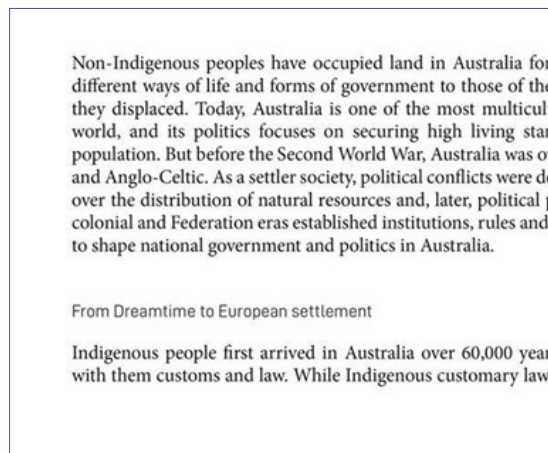 Non-Indigenous peoples have occupied land in Australia for
different ways of life and forms of government to those of the
they displaced. Today, Australia is one of the most
world, and its politics focuses on securing high living
population. But before the Second World War, Australia was
and Anglo-Celtic. As a settler society, political conflicts were
over the distribution of natural resources and, later, political
colonial and Federation eras established institutions, rules and
to shape national government and politics in Australia.
From Dreamtime to European settlement
Indigenous people first arrived in Australia over 60,000
with them customs and law. While Indigenous customary law